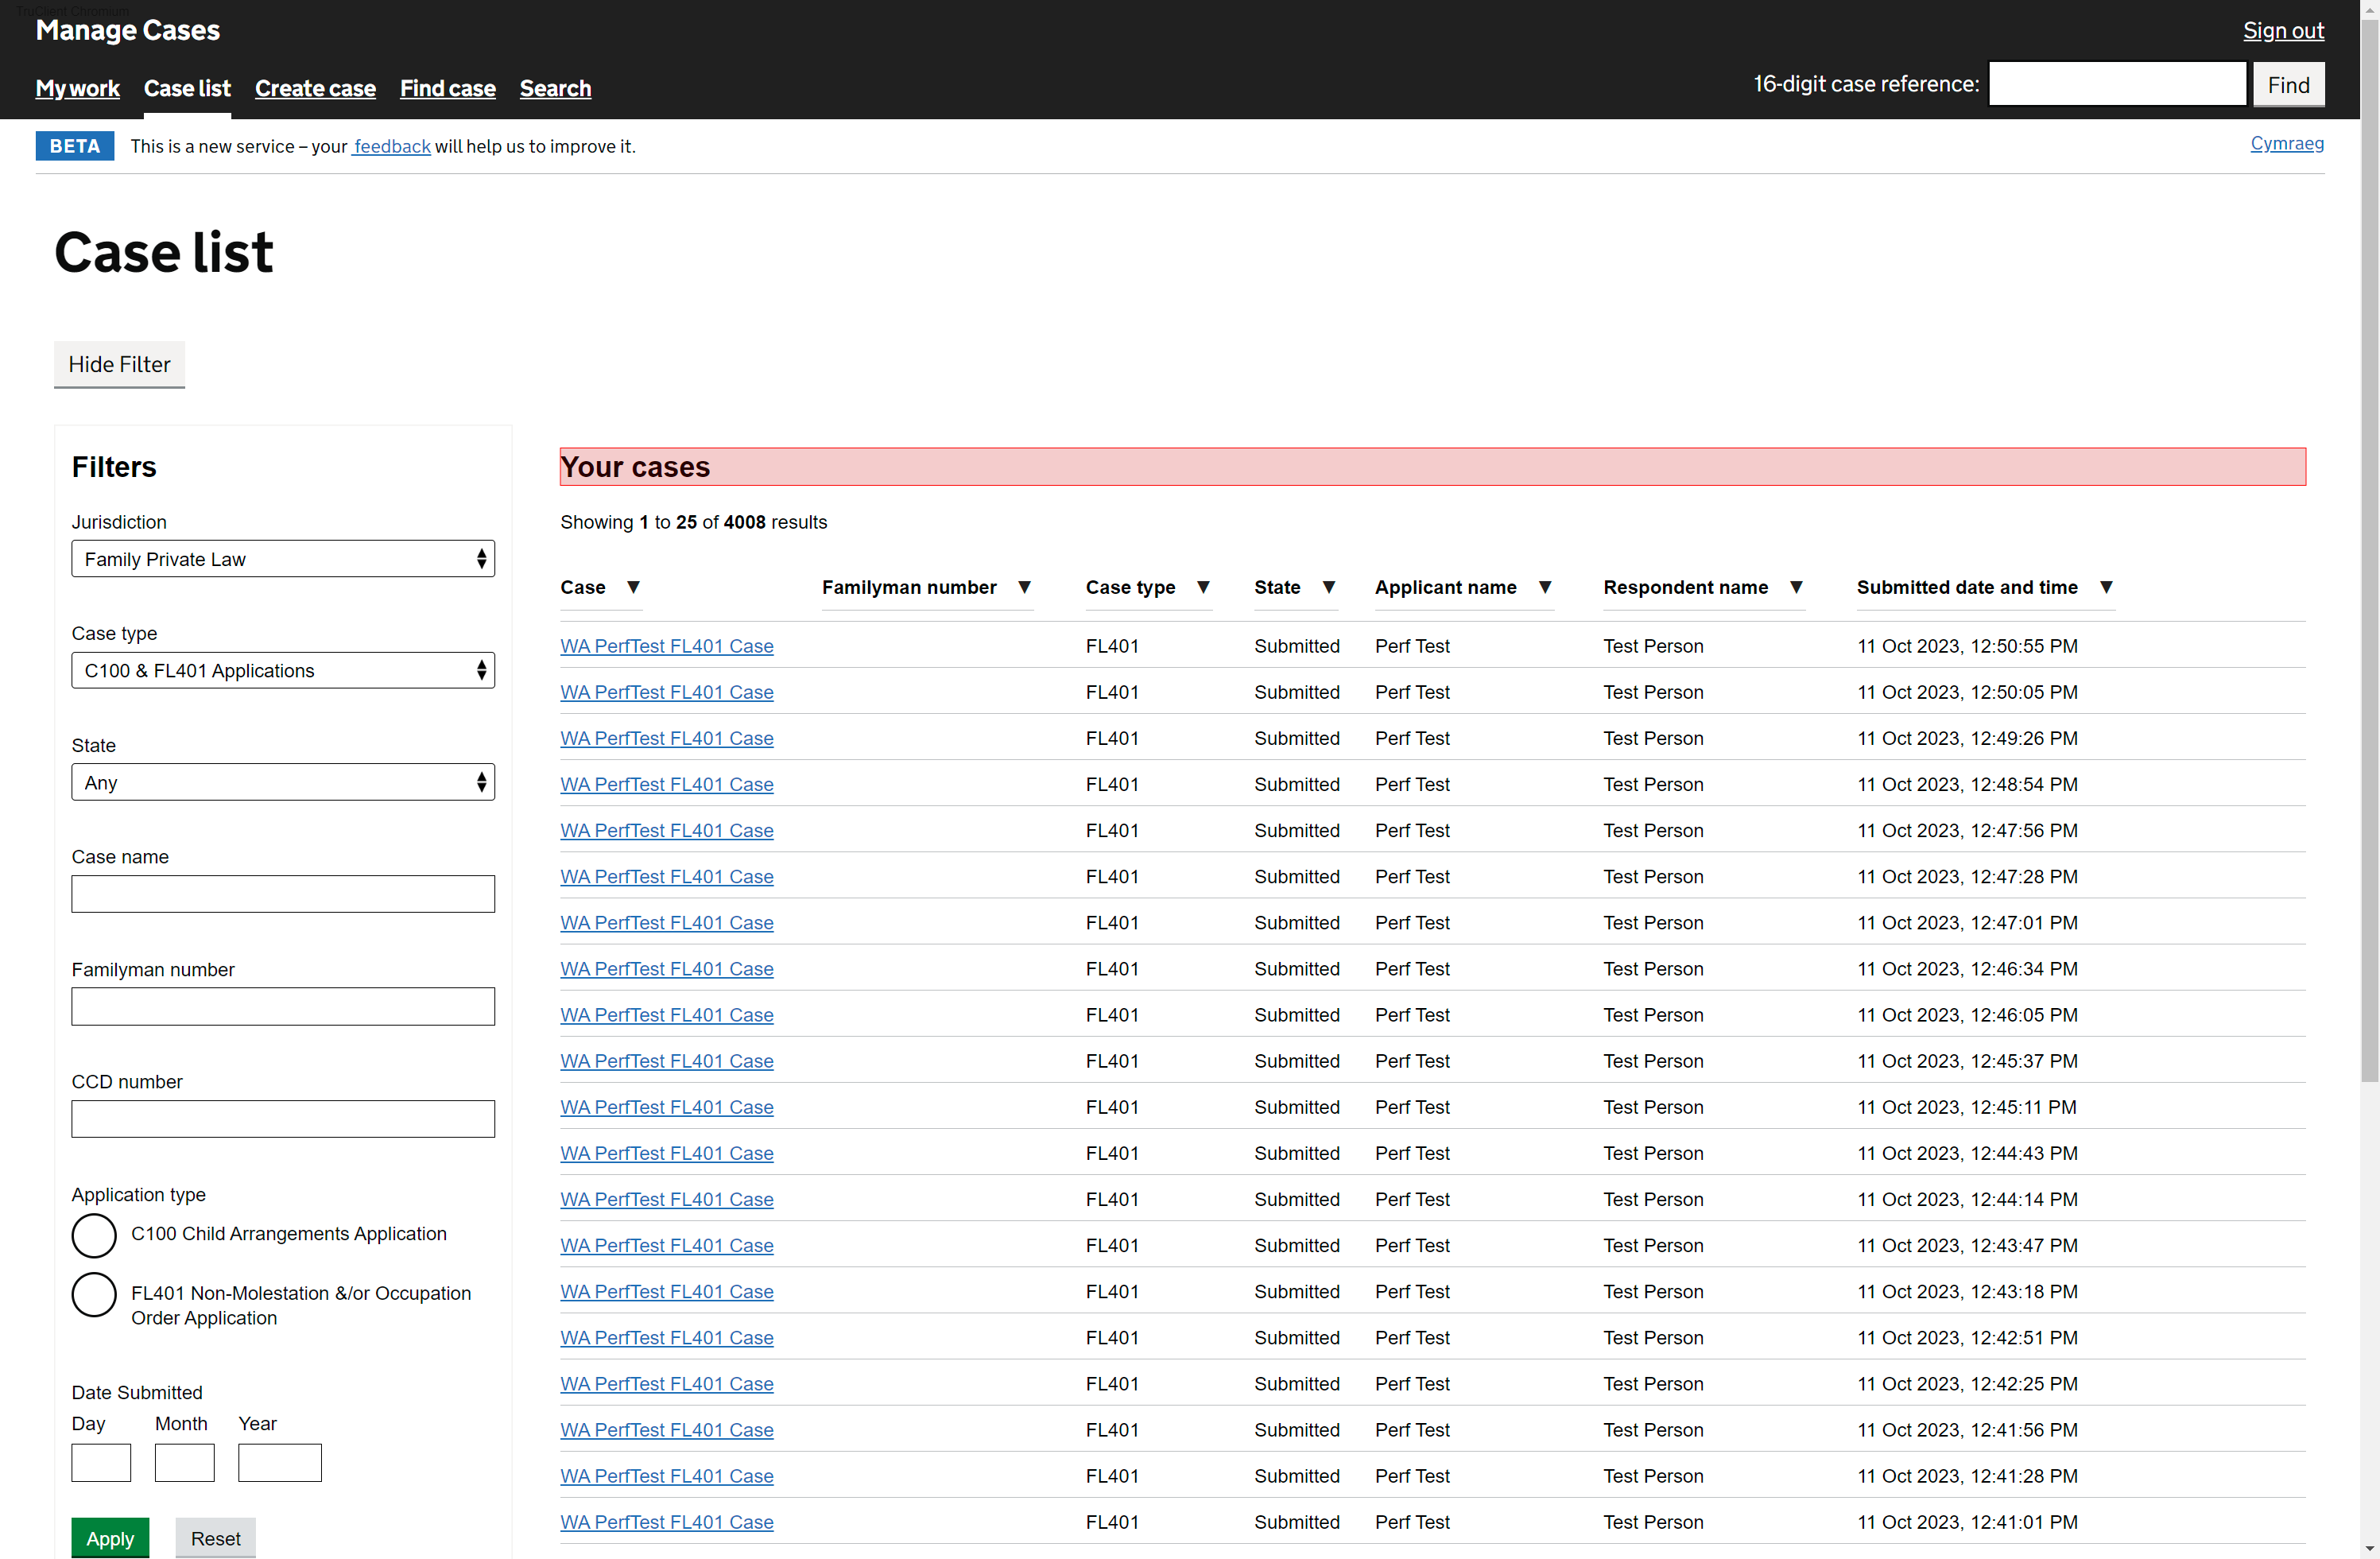 TruClient Chromium
Manage Cases
Sign out
My work Case list Create case Find case Search
16-digit case reference: Find
BETA This is a new service – your feedback will help us to improve it.
Cymraeg
Case list
Hide Filter
Filters
Jurisdiction
Family Private Law
Case type
C100 & FL401 Applications
State
Any
Case name
Familyman number
CCD number
Application type
C100 Child Arrangements Application
FL401 Non-Molestation &/or Occupation
Order Application
Date Submitted
Day Month Year
Apply Reset
Your cases
Showing 1 to 25 of 4008 results
Case ▼ Familyman number ▼ Case type ▼ State ▼ Applicant name ▼ Respondent name ▼ Submitted date and time ▼
WA PerfTest FL401 Case FL401 Submitted Perf Test Test Person 11 Oct 2023, 12:50:55 PM
WA PerfTest FL401 Case FL401 Submitted Perf Test Test Person 11 Oct 2023, 12:50:05 PM
WA PerfTest FL401 Case FL401 Submitted Perf Test Test Person 11 Oct 2023, 12:49:26 PM
WA PerfTest FL401 Case FL401 Submitted Perf Test Test Person 11 Oct 2023, 12:48:54 PM
WA PerfTest FL401 Case FL401 Submitted Perf Test Test Person 11 Oct 2023, 12:47:56 PM
WA PerfTest FL401 Case FL401 Submitted Perf Test Test Person 11 Oct 2023, 12:47:28 PM
WA PerfTest FL401 Case FL401 Submitted Perf Test Test Person 11 Oct 2023, 12:47:01 PM
WA PerfTest FL401 Case FL401 Submitted Perf Test Test Person 11 Oct 2023, 12:46:34 PM
WA PerfTest FL401 Case FL401 Submitted Perf Test Test Person 11 Oct 2023, 12:46:05 PM
WA PerfTest FL401 Case FL401 Submitted Perf Test Test Person 11 Oct 2023, 12:45:37 PM
WA PerfTest FL401 Case FL401 Submitted Perf Test Test Person 11 Oct 2023, 12:45:11 PM
WA PerfTest FL401 Case FL401 Submitted Perf Test Test Person 11 Oct 2023, 12:44:43 PM
WA PerfTest FL401 Case FL401 Submitted Perf Test Test Person 11 Oct 2023, 12:44:14 PM
WA PerfTest FL401 Case FL401 Submitted Perf Test Test Person 11 Oct 2023, 12:43:47 PM
WA PerfTest FL401 Case FL401 Submitted Perf Test Test Person 11 Oct 2023, 12:43:18 PM
WA PerfTest FL401 Case FL401 Submitted Perf Test Test Person 11 Oct 2023, 12:42:51 PM
WA PerfTest FL401 Case FL401 Submitted Perf Test Test Person 11 Oct 2023, 12:42:25 PM
WA PerfTest FL401 Case FL401 Submitted Perf Test Test Person 11 Oct 2023, 12:41:56 PM
WA PerfTest FL401 Case FL401 Submitted Perf Test Test Person 11 Oct 2023, 12:41:28 PM
WA PerfTest FL401 Case FL401 Submitted Perf Test Test Person 11 Oct 2023, 12:41:01 PM